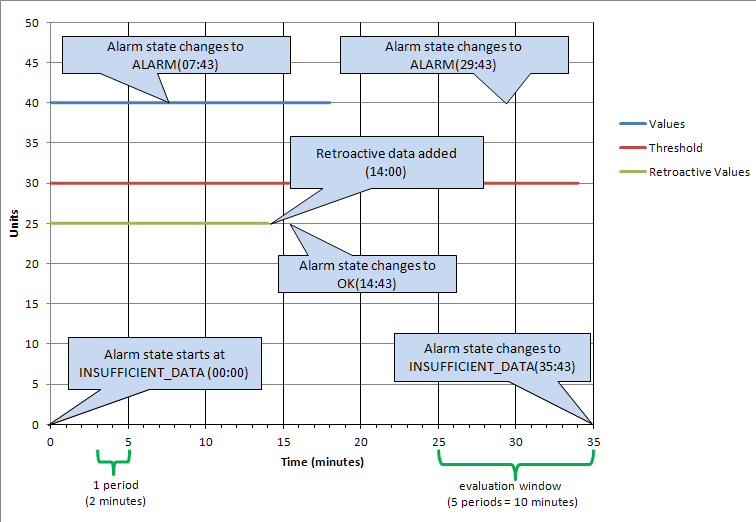 50
45
40
35
30
25
20
15
10
5
0
Units
Alarm state changes to
ALARM(07:43)
Alarm state changes to
ALARM(29:43)
Retroactive data added
(14:00)
Alarm state changes to
OK(14:43)
Alarm state starts at
INSUFFICIENT_DATA (00:00)
Alarm state changes to
INSUFFICIENT_DATA(35:43)
Values
Threshold
Retroactive Values
0 5 10 15 20 25 30 35
Time (minutes)
1 period
(2 minutes)
evaluation window
(5 periods = 10 minutes)